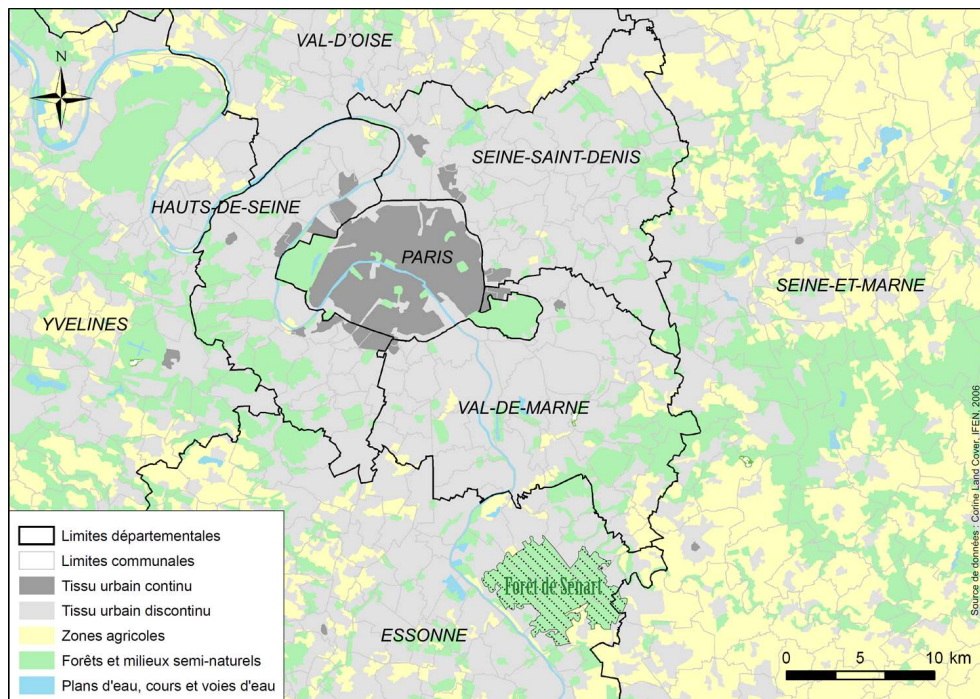 VAL-D'OISE
N
SEINE-SAINT-DENIS
HAUTS-DE-SEINE
PARIS
SEINE-ET-MARNE
YVELINES
VAL-DE-MARNE
Forêt de Sénart
ESSONNE
Limites départementales
Limites communales
Tissu urbain continu
Tissu urbain discontinu
Zones agricoles
Forêts et milieux semi-naturels
Plans d'eau, cours et voies d'eau
0 5 10 km
Source de données : Corine Land Cover, IFEN, 2006